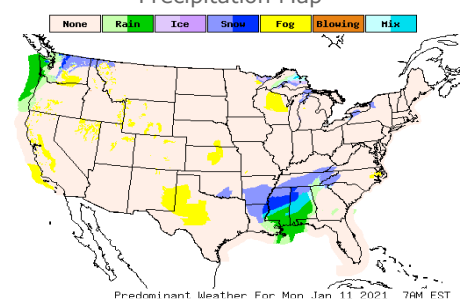 Precipitation Map
None Rain Ice Snow Fog Blowing Mix
Predominant Weather For Mon Jan 11 2021 7AM EST